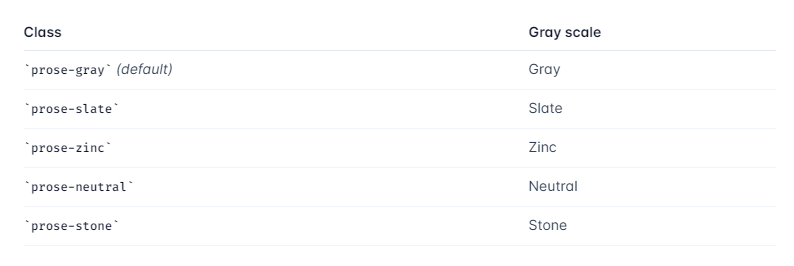 Class Gray scale
`prose-gray` (default) Gray
`prose-slate` Slate
`prose-zinc` Zinc
`prose-neutral` Neutral
`prose-stone` Stone